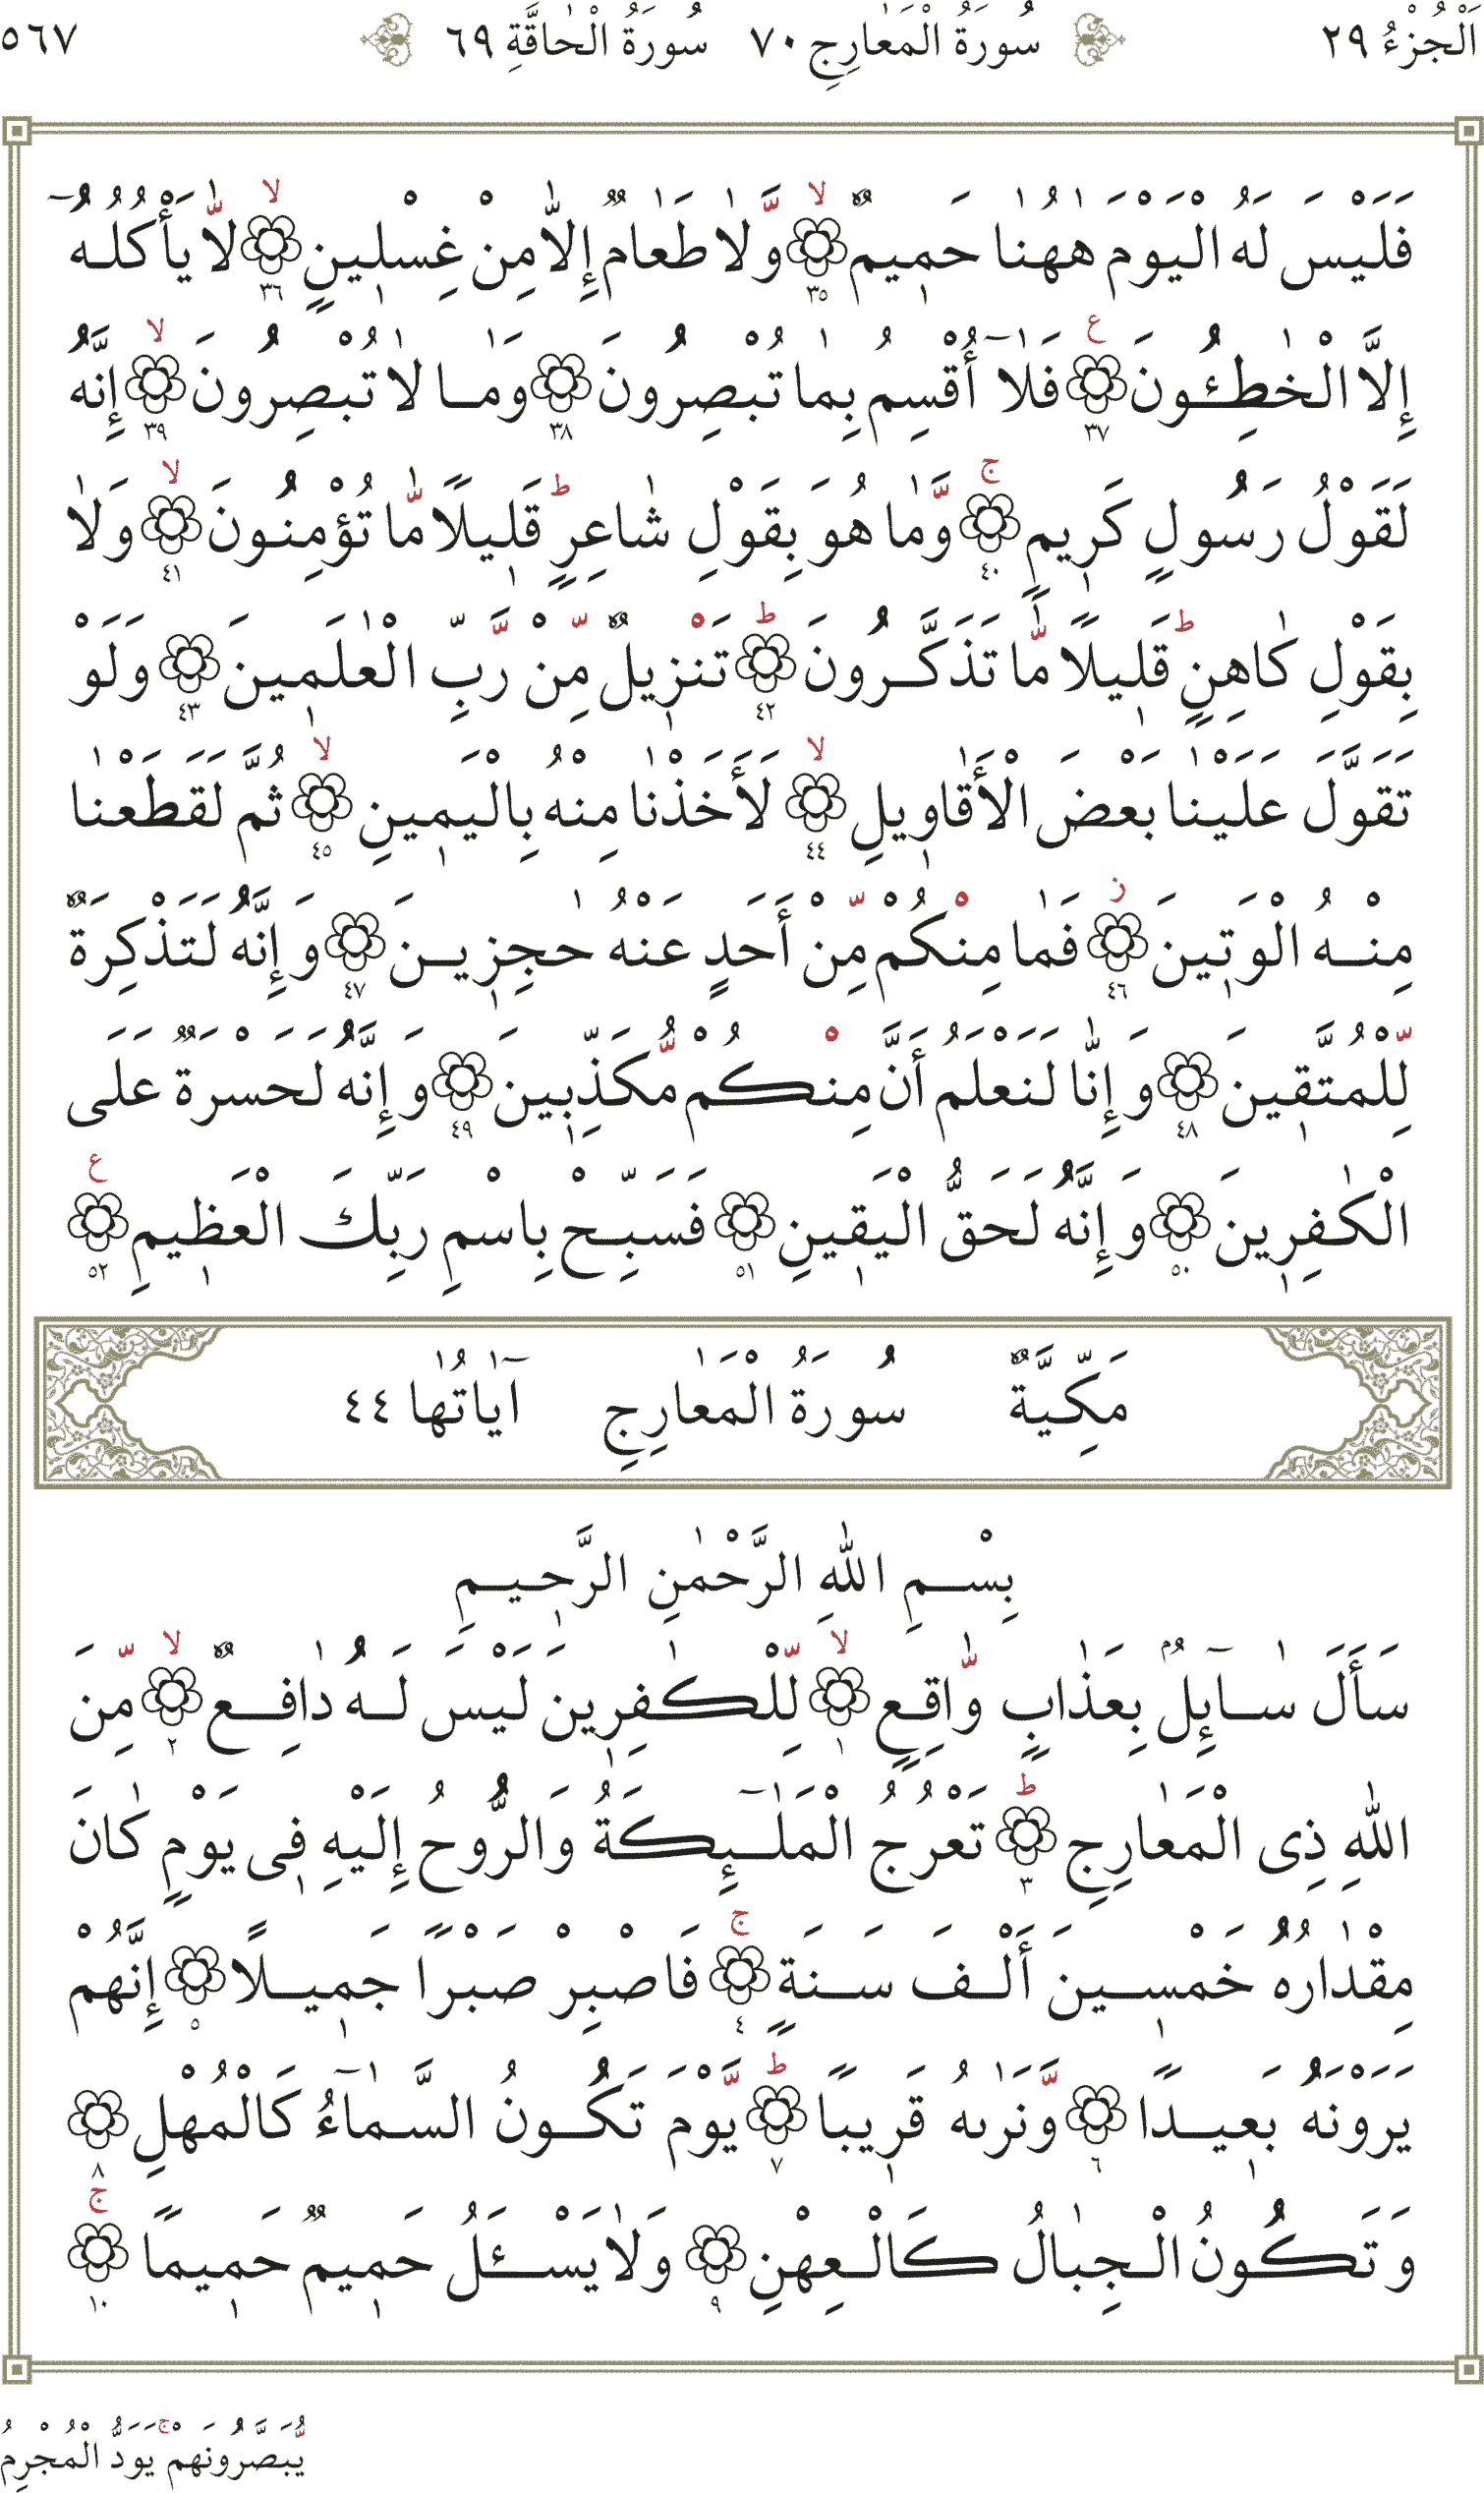 اَلْجُزْءُ ٢٩ سُورَةُ الْمَعَارِجِ ٧٠ سُورَةُ الْحَاقَّةِ ٦٩ ٥٦٧
فَلَيْسَ لَهُ الْيَوْمَ هٰهُنَا حَمِيمٌ ٣٥ وَّلَا طَعَامٌ إِلَّا مِنْ غِسْلِينٍ ٣٦ لَّا يَأْكُلُهُٓ
إِلَّا الْخٰطِـُٔونَ ٣٧ فَلَٓا أُقْسِمُ بِمَا تُبْصِرُونَ ٣٨ وَمَا لَا تُبْصِرُونَ ٣٩ إِنَّهُ
لَقَوْلُ رَسُولٍ كَرِيمٍ ٤٠ وَّمَا هُوَ بِقَوْلِ شَاعِرٍ قَلِيلًا مَّا تُؤْمِنُونَ ٤١ وَلَا
بِقَوْلِ كَاهِنٍ قَلِيلًا مَّا تَذَكَّرُونَ ٤٢ تَنْزِيلٌ مِّنْ رَّبِّ الْعٰلَمِينَ ٤٣ وَلَوْ
تَقَوَّلَ عَلَيْنَا بَعْضَ الْأَقَاوِيلِ ٤٤ لَأَخَذْنَا مِنْهُ بِالْيَمِينِ ٤٥ ثُمَّ لَقَطَعْنَا
مِنْهُ الْوَتِينَ ٤٦ فَمَا مِنْكُمْ مِّنْ أَحَدٍ عَنْهُ حٰجِزِينَ ٤٧ وَإِنَّهُ لَتَذْكِرَةٌ
لِّلْمُتَّقِينَ ٤٨ وَإِنَّا لَنَعْلَمُ أَنَّ مِنْكُمْ مُّكَذِّبِينَ ٤٩ وَإِنَّهُ لَحَسْرَةٌ عَلَى
الْكٰفِرِينَ ٥٠ وَإِنَّهُ لَحَقُّ الْيَقِينِ ٥١ فَسَبِّحْ بِاسْمِ رَبِّكَ الْعَظِيمِ ٥٢
مَكِّيَّةٌ سُورَةُ الْمَعَارِجِ آيَاتُهَا ٤٤
بِسْمِ اللّٰهِ الرَّحْمٰنِ الرَّحِيمِ
سَأَلَ سَآئِلٌ بِعَذَابٍ وَّاقِعٍ ١ لِّلْكٰفِرِينَ لَيْسَ لَهُ دَافِعٌ ٢ مِّنَ
اللّٰهِ ذِى الْمَعَارِجِ ٣ تَعْرُجُ الْمَلٰٓئِكَةُ وَالرُّوحُ إِلَيْهِ فِى يَوْمٍ كَانَ
مِقْدَارُهُ خَمْسِينَ أَلْفَ سَنَةٍ ٤ فَاصْبِرْ صَبْرًا جَمِيلًا ٥ إِنَّهُمْ
يَرَوْنَهُ بَعِيدًا ٦ وَّنَرٰىهُ قَرِيبًا ٧ يَّوْمَ تَكُونُ السَّمَآءُ كَالْمُهْلِ ٨
وَتَكُونُ الْجِبَالُ كَالْعِهْنِ ٩ وَلَا يَسْـَٔلُ حَمِيمٌ حَمِيمًا ١٠
يُّبَصَّرُونَهُمْ يَوَدُّ الْمُجْرِمُ